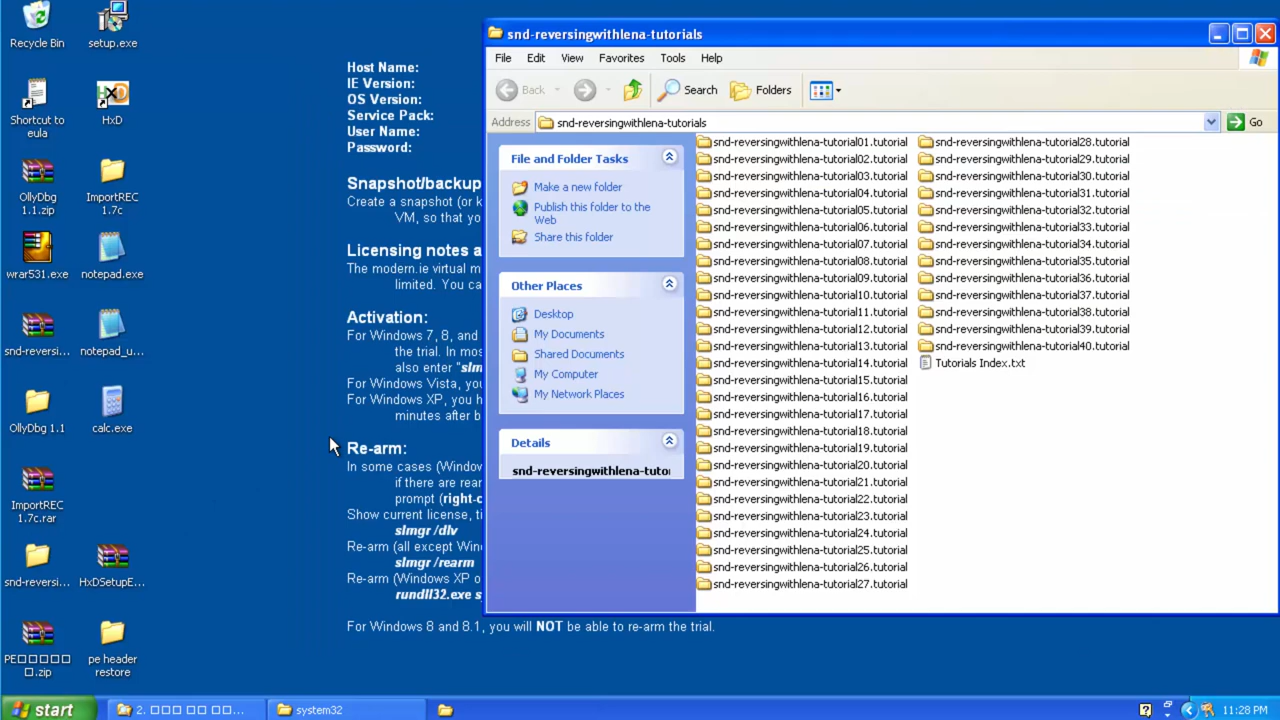 Recycle Bin
setup.exe
Shortcut to
eula
HxD
OllyDbg
1.1.zip
ImportREC
1.7c
wrar531.exe
notepad.exe
snd-reversi...
notepad_u...
OllyDbg 1.1
calc.exe
ImportREC
1.7c.rar
snd-reversi...
HxDSetupE...
PE□□□□□
□.zip
pe header
restore
Host Name:
IE Version:
OS Version:
Service Pack:
User Name:
Password:
Snapshot/backup
Create a snapshot (or k
VM, so that yo
Licensing notes a
The modern.ie virtual m
limited. You ca
Activation:
For Windows 7, 8, and
the trial. In mos
also enter "slm
For Windows Vista, you
For Windows XP, you h
minutes after b
Re-arm:
In some cases (Window
if there are rear
prompt (right-c
Show current license, ti
slmgr /dlv
Re-arm (all except Win
slmgr /rearm
Re-arm (Windows XP o
rundll32.exe s
For Windows 8 and 8.1, you will NOT be able to re-arm the trial.
snd-reversingwithlena-tutorials
File Edit View Favorites Tools Help
Back Search Folders
Address snd-reversingwithlena-tutorials Go
File and Folder Tasks
Make a new folder
Publish this folder to the
Web
Share this folder
Other Places
Desktop
My Documents
Shared Documents
My Computer
My Network Places
Details
snd-reversingwithlena-tutor
snd-reversingwithlena-tutorial01.tutorial
snd-reversingwithlena-tutorial02.tutorial
snd-reversingwithlena-tutorial03.tutorial
snd-reversingwithlena-tutorial04.tutorial
snd-reversingwithlena-tutorial05.tutorial
snd-reversingwithlena-tutorial06.tutorial
snd-reversingwithlena-tutorial07.tutorial
snd-reversingwithlena-tutorial08.tutorial
snd-reversingwithlena-tutorial09.tutorial
snd-reversingwithlena-tutorial10.tutorial
snd-reversingwithlena-tutorial11.tutorial
snd-reversingwithlena-tutorial12.tutorial
snd-reversingwithlena-tutorial13.tutorial
snd-reversingwithlena-tutorial14.tutorial
snd-reversingwithlena-tutorial15.tutorial
snd-reversingwithlena-tutorial16.tutorial
snd-reversingwithlena-tutorial17.tutorial
snd-reversingwithlena-tutorial18.tutorial
snd-reversingwithlena-tutorial19.tutorial
snd-reversingwithlena-tutorial20.tutorial
snd-reversingwithlena-tutorial21.tutorial
snd-reversingwithlena-tutorial22.tutorial
snd-reversingwithlena-tutorial23.tutorial
snd-reversingwithlena-tutorial24.tutorial
snd-reversingwithlena-tutorial25.tutorial
snd-reversingwithlena-tutorial26.tutorial
snd-reversingwithlena-tutorial27.tutorial
snd-reversingwithlena-tutorial28.tutorial
snd-reversingwithlena-tutorial29.tutorial
snd-reversingwithlena-tutorial30.tutorial
snd-reversingwithlena-tutorial31.tutorial
snd-reversingwithlena-tutorial32.tutorial
snd-reversingwithlena-tutorial33.tutorial
snd-reversingwithlena-tutorial34.tutorial
snd-reversingwithlena-tutorial35.tutorial
snd-reversingwithlena-tutorial36.tutorial
snd-reversingwithlena-tutorial37.tutorial
snd-reversingwithlena-tutorial38.tutorial
snd-reversingwithlena-tutorial39.tutorial
snd-reversingwithlena-tutorial40.tutorial
Tutorials Index.txt
start
2. □□□ □□ □□...
system32
11:28 PM